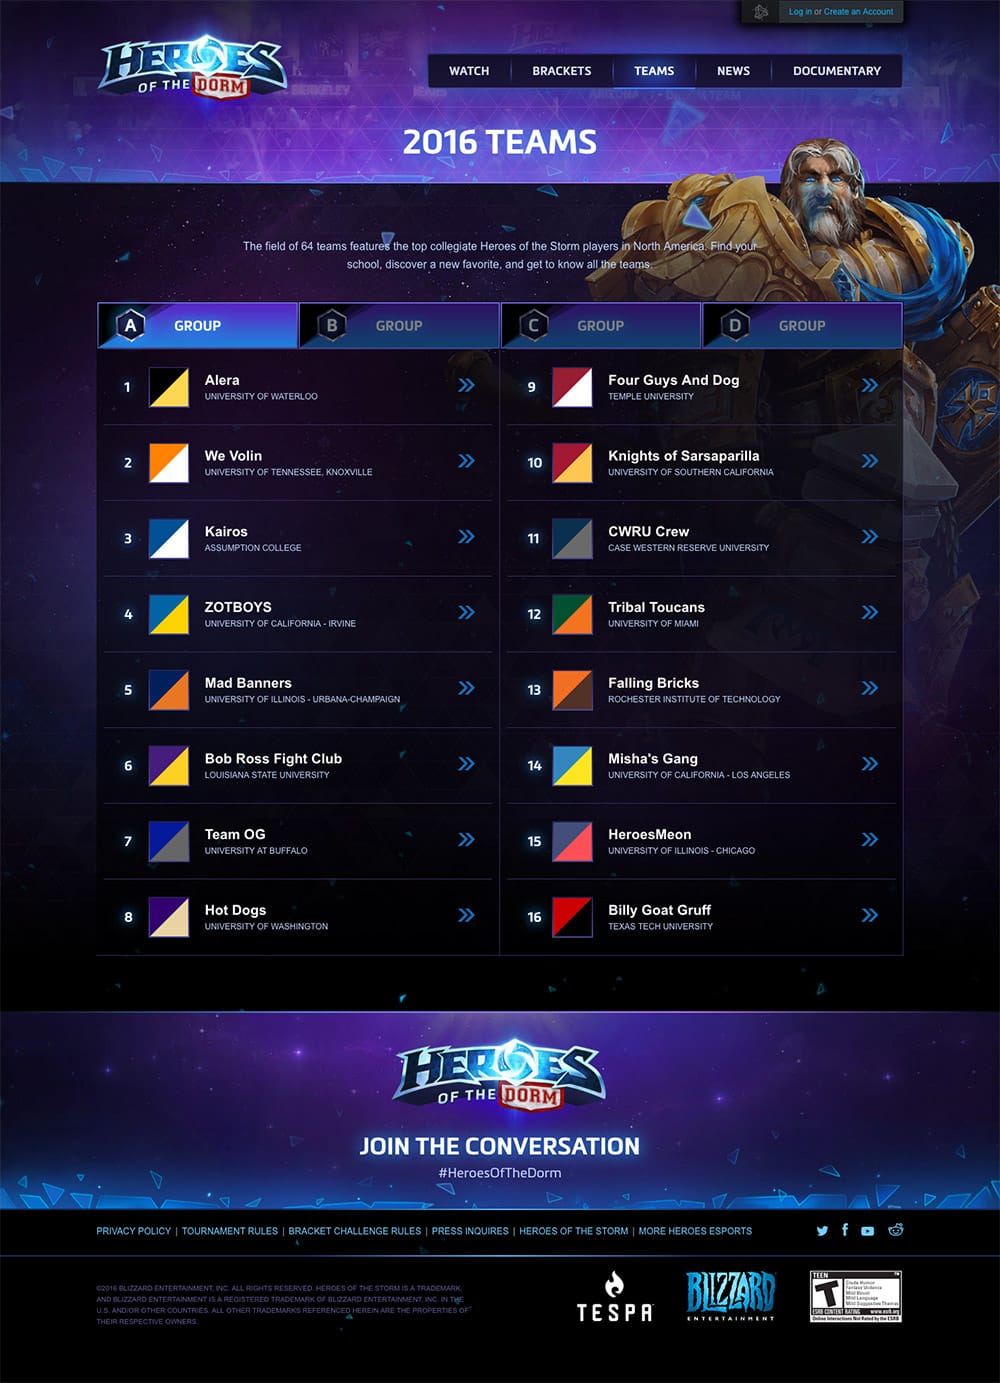 Log in or Create an Account
HEROES
OF THE DORM
WATCH
BRACKETS
TEAMS
NEWS
DOCUMENTARY
2016 TEAMS
The field of 64 teams features the top collegiate Heroes of the Storm players in North America. Find your
school, discover a new favorite, and get to know all the teams.
A GROUP
B GROUP
C GROUP
D GROUP
1 Alera
UNIVERSITY OF WATERLOO
2 We Volin
UNIVERSITY OF TENNESSEE, KNOXVILLE
3 Kairos
ASSUMPTION COLLEGE
4 ZOTBOYS
UNIVERSITY OF CALIFORNIA - IRVINE
5 Mad Banners
UNIVERSITY OF ILLINOIS - URBANA-CHAMPAIGN
6 Bob Ross Fight Club
LOUISIANA STATE UNIVERSITY
7 Team OG
UNIVERSITY AT BUFFALO
8 Hot Dogs
UNIVERSITY OF WASHINGTON
9 Four Guys And Dog
TEMPLE UNIVERSITY
10 Knights of Sarsaparilla
UNIVERSITY OF SOUTHERN CALIFORNIA
11 CWRU Crew
CASE WESTERN RESERVE UNIVERSITY
12 Tribal Toucans
UNIVERSITY OF MIAMI
13 Falling Bricks
ROCHESTER INSTITUTE OF TECHNOLOGY
14 Misha's Gang
UNIVERSITY OF CALIFORNIA - LOS ANGELES
15 HeroesMeon
UNIVERSITY OF ILLINOIS - CHICAGO
16 Billy Goat Gruff
TEXAS TECH UNIVERSITY
HEROES
OF THE DORM
JOIN THE CONVERSATION
#HeroesOfTheDorm
PRIVACY POLICY | TOURNAMENT RULES | BRACKET CHALLENGE RULES | PRESS INQUIRES | HEROES OF THE STORM | MORE HEROES ESPORTS
©2016 BLIZZARD ENTERTAINMENT, INC. ALL RIGHTS RESERVED. HEROES OF THE STORM IS A TRADEMARK,
AND BLIZZARD ENTERTAINMENT IS A REGISTERED TRADEMARK OF BLIZZARD ENTERTAINMENT, INC. IN THE
U.S. AND/OR OTHER COUNTRIES. ALL OTHER TRADEMARKS REFERENCED HEREIN ARE THE PROPERTIES OF
THEIR RESPECTIVE OWNERS.
TESPA
BLIZZARD
ENTERTAINMENT
TEEN
T
Crude Humor
Fantasy Violence
Mild Blood
Mild Language
Mild Suggestive Themes
ESRB CONTENT RATING www.esrb.org
Online Interactions Not Rated by the ESRB